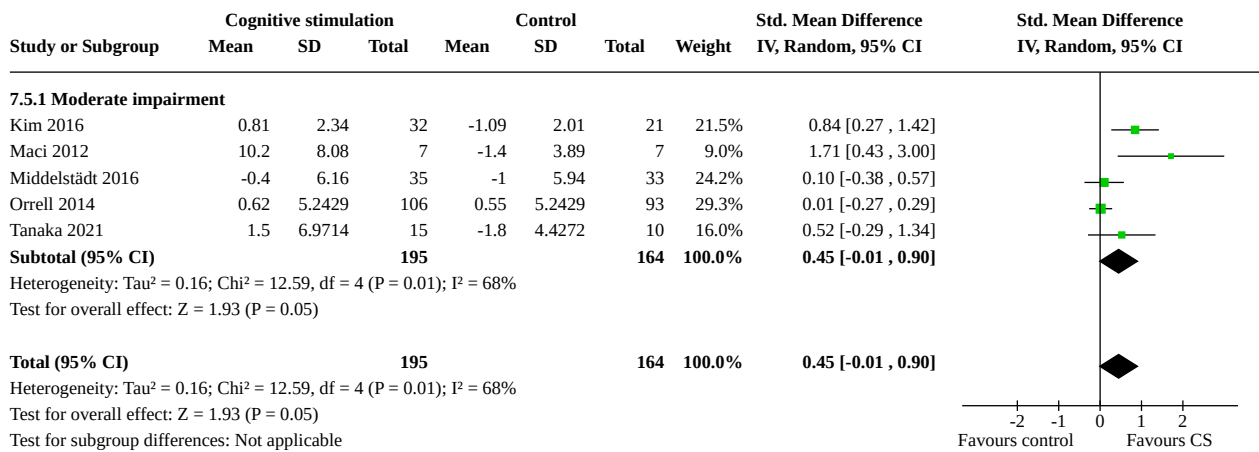 Cognitive stimulation Control Std. Mean Difference Std. Mean Difference
Study or Subgroup Mean SD Total Mean SD Total Weight IV, Random, 95% CI IV, Random, 95% CI
7.5.1 Moderate impairment
Kim 2016 0.81 2.34 32 -1.09 2.01 21 21.5% 0.84 [0.27 , 1.42]
Maci 2012 10.2 8.08 7 -1.4 3.89 7 9.0% 1.71 [0.43 , 3.00]
Middelstädt 2016 -0.4 6.16 35 -1 5.94 33 24.2% 0.10 [-0.38 , 0.57]
Orrell 2014 0.62 5.2429 106 0.55 5.2429 93 29.3% 0.01 [-0.27 , 0.29]
Tanaka 2021 1.5 6.9714 15 -1.8 4.4272 10 16.0% 0.52 [-0.29 , 1.34]
Subtotal (95% CI) 195 164 100.0% 0.45 [-0.01 , 0.90]
Heterogeneity: Tau² = 0.16; Chi² = 12.59, df = 4 (P = 0.01); I² = 68%
Test for overall effect: Z = 1.93 (P = 0.05)
Total (95% CI) 195 164 100.0% 0.45 [-0.01 , 0.90]
Heterogeneity: Tau² = 0.16; Chi² = 12.59, df = 4 (P = 0.01); I² = 68%
Test for overall effect: Z = 1.93 (P = 0.05) -2 -1 0 1 2
Test for subgroup differences: Not applicable Favours control Favours CS